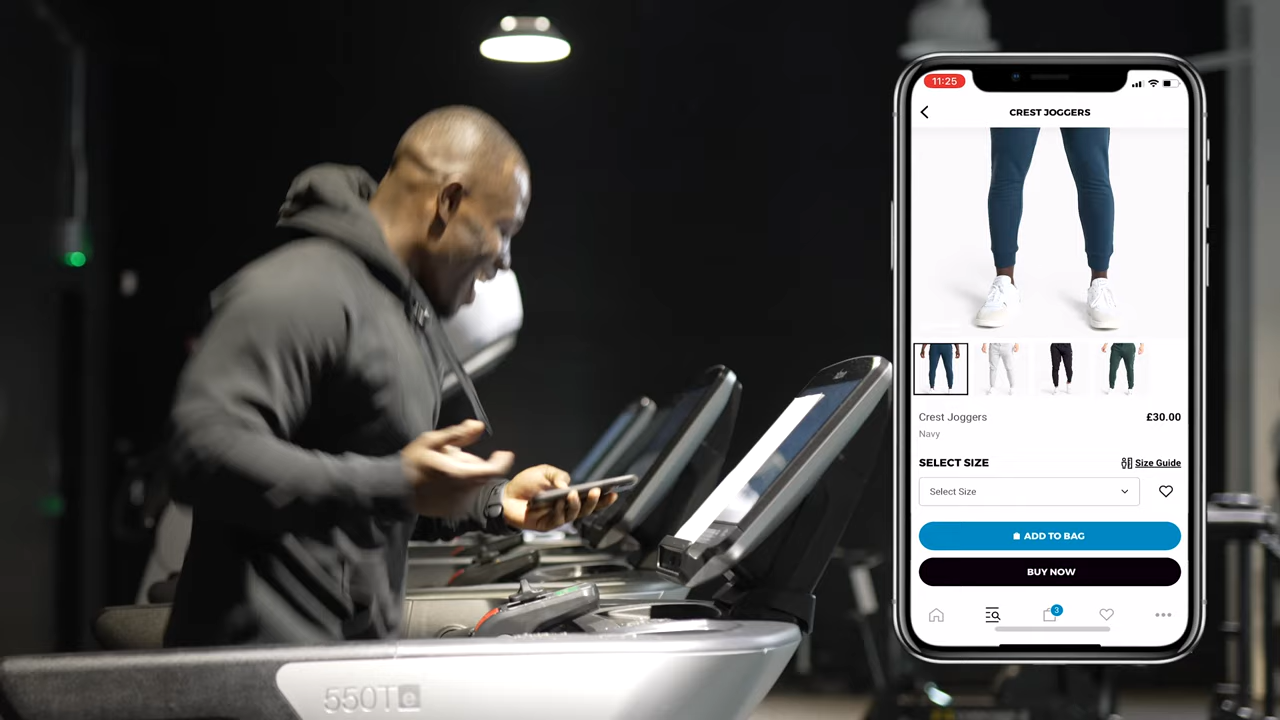 11:25
CREST JOGGERS
Crest Joggers
£30.00
Navy
SELECT SIZE
Size Guide
Select Size
ADD TO BAG
BUY NOW
3
550Te